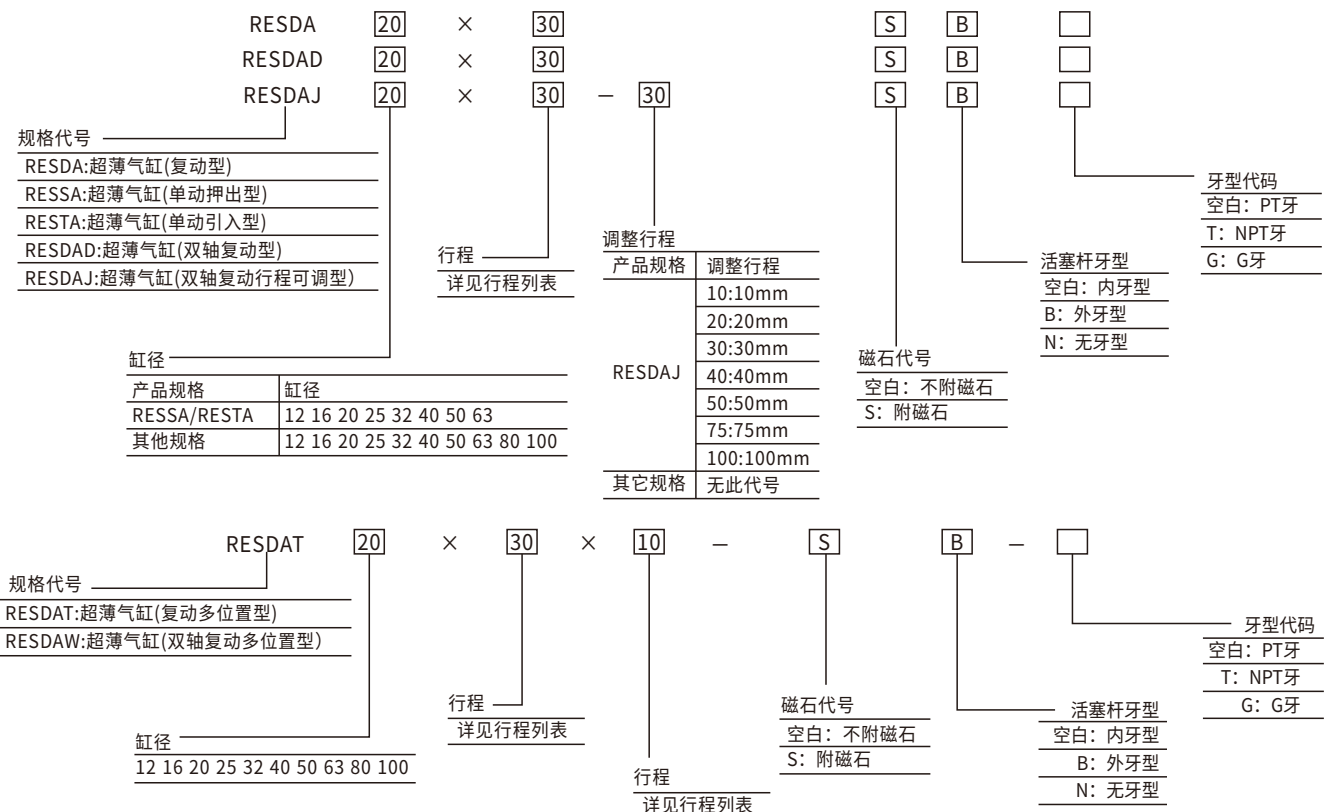 RESDA 20 × 30 S B
RESDAD 20 × 30 S B
RESDAJ 20 × 30 － 30 S B
规格代号
RESDA:超薄气缸(复动型)
RESSA:超薄气缸(单动押出型)
RESTA:超薄气缸(单动引入型)
RESDAD:超薄气缸(双轴复动型)
RESDAJ:超薄气缸(双轴复动行程可调型）
缸径
产品规格 缸径
RESSA/RESTA 12 16 20 25 32 40 50 63
其他规格 12 16 20 25 32 40 50 63 80 100
行程
详见行程列表
调整行程
产品规格 调整行程
RESDAJ
10:10mm
20:20mm
30:30mm
40:40mm
50:50mm
75:75mm
100:100mm
其它规格 无此代号
磁石代号
空白：不附磁石
S：附磁石
活塞杆牙型
空白：内牙型
B：外牙型
N：无牙型
牙型代码
空白：PT牙
T：NPT牙
G：G牙
RESDAT 20 × 30 × 10 － S B －
规格代号
RESDAT:超薄气缸(复动多位置型)
RESDAW:超薄气缸(双轴复动多位置型）
缸径
12 16 20 25 32 40 50 63 80 100
行程
详见行程列表
行程
详见行程列表
磁石代号
空白：不附磁石
S：附磁石
活塞杆牙型
空白：内牙型
B：外牙型
N：无牙型
牙型代码
空白：PT牙
T：NPT牙
G：G牙